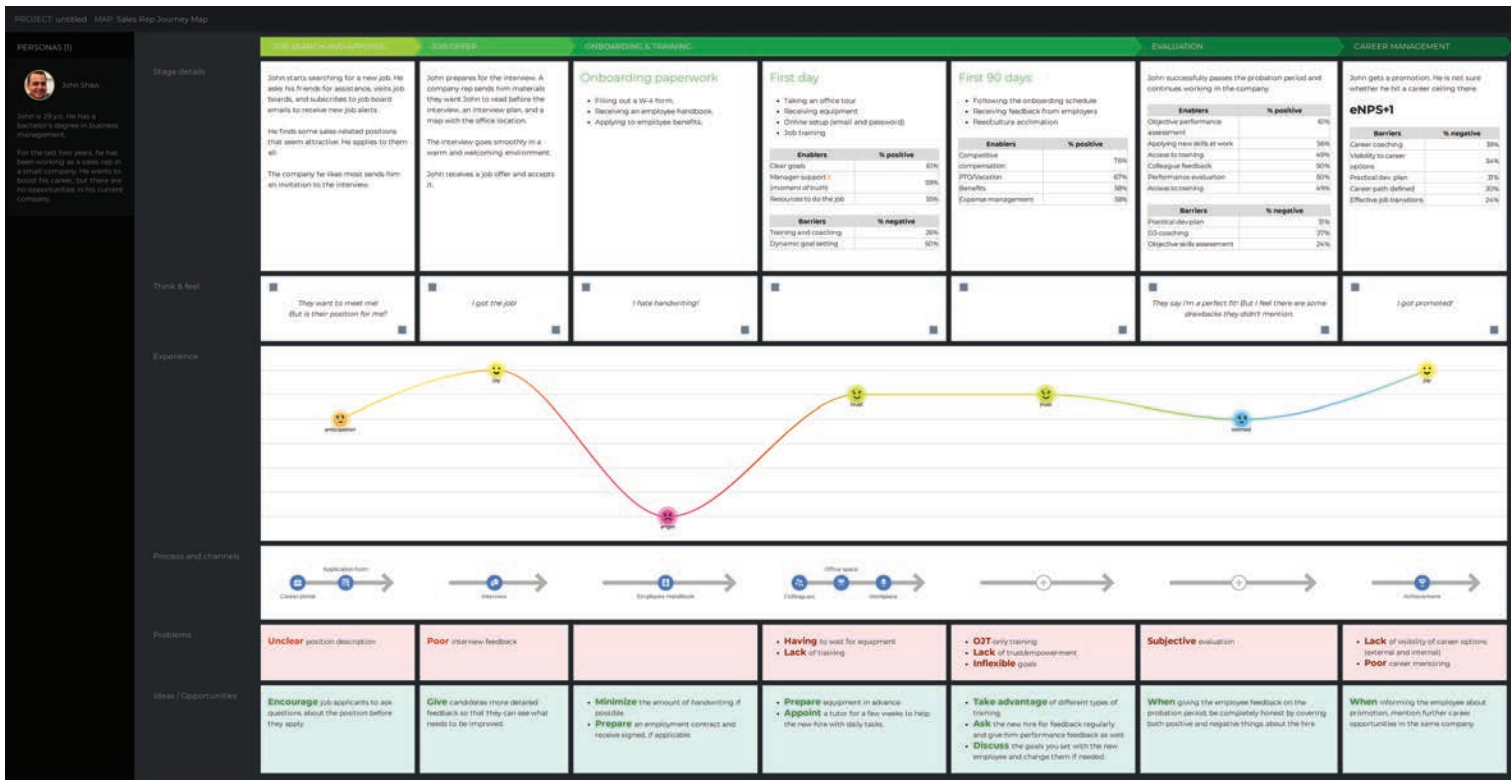 PROJECT: untitled MAP: Sales Rep Journey Map
PERSONAS (1)
John Shaw
John is 29 y.o. He has a
bachelor's degree in business
management.
For the last two years, he has
been working as a sales rep in
a small company. He wants to
boost his career, but there are
no opportunities in his current
company.
JOB SEARCH AND APPLYING
JOB OFFER
ONBOARDING & TRAINING
EVALUATION
CAREER MANAGEMENT
Stage details
John starts searching for a new job. He
asks his friends for assistance, visits job
boards, and subscribes to job board
emails to receive new job alerts.
He finds some sales-related positions
that seem attractive. He applies to them
all.
The company he likes most sends him
an invitation to the interview.
John prepares for the interview. A
company rep sends him materials
they want John to read before the
interview, an interview plan, and a
map with the office location.
The interview goes smoothly in a
warm and welcoming environment.
John receives a job offer and accepts
it.
Onboarding paperwork
• Filling out a W-4 form,
• Receiving an employee handbook,
• Applying to employee benefits,
First day
• Taking an office tour
• Receiving equipment
• Online setup (email and password)
• Job training
Enablers % positive
Clear goals 61%
Manager support
(moment of truth) 59%
Resources to do the job 55%
Barriers % negative
Training and coaching 26%
Dynamic goal setting 50%
First 90 days
• Following the onboarding schedule
• Receiving feedback from employers
• Rees/culture acclimation
Enablers % positive
Competitive
compensation 76%
PTO/Vacation 67%
Benefits 58%
Expense management 58%
John successfully passes the probation period and
continues working in the company.
Enablers % positive
Objective performance
assessment 61%
Applying new skills at work 56%
Access to training 49%
Colleague feedback 50%
Performance evaluation 50%
Access to training 49%
Barriers % negative
Practical dev plan 31%
coaching 27%
Objective skills assessment 24%
John gets a promotion. He is not sure
whether he hit a career ceiling there.
eNPS+1
Barriers % negative
Career coaching 38%
Visibility to career
options 34%
Practical dev. plan 31%
Career path defined 30%
Effective job transitions 24%
Think & feel
They want to meet me!
But is their position for me?
I got the job!
I hate handwriting!
They say I'm a perfect fit! But I feel there are some
drawbacks they didn't mention.
I got promoted!
Experience
anticipation
joy
anger
trust
trust
worried
joy
Process and channels
Career portal
Application form
Interview
Employee Handbook
Colleagues
Office space
Workplace
Achievement
Problems
Unclear position description
Poor interview feedback
• Having to wait for equipment
• Lack of training
• OJT only training
• Lack of trust/empowerment
• Inflexible goals
Subjective evaluation
• Lack of visibility of career options
(external and internal)
• Poor career mentoring
Ideas / Opportunities
Encourage job applicants to ask
questions about the position before
they apply.
Give candidates more detailed
feedback so that they can see what
needs to be improved.
• Minimize the amount of handwriting if
possible.
• Prepare an employment contract and
receive signed, if applicable
• Prepare equipment in advance.
• Appoint a tutor for a few weeks to help
the new hire with daily tasks.
• Take advantage of different types of
training.
• Ask the new hire for feedback regularly
and give him performance feedback as well.
• Discuss the goals you set with the new
employee and change them if needed.
When giving the employee feedback on the
probation period, be completely honest by covering
both positive and negative things about the hire
When informing the employee about
promotion, mention further career
opportunities in the same company